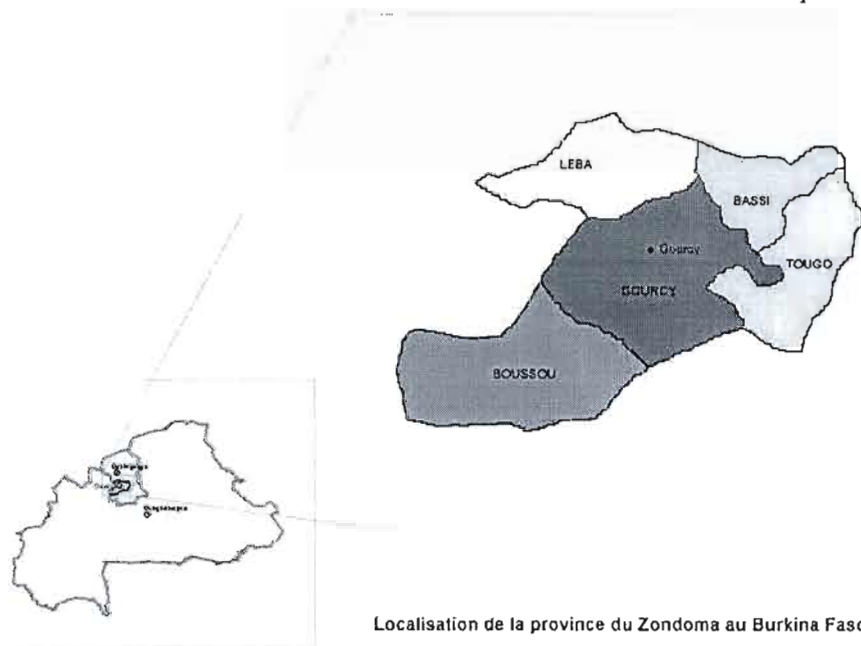 LEBA
BASSI
Gourcy
TOUGO
GOURCY
BOUSSOU
Localisation de la province du Zondoma au Burkina Faso